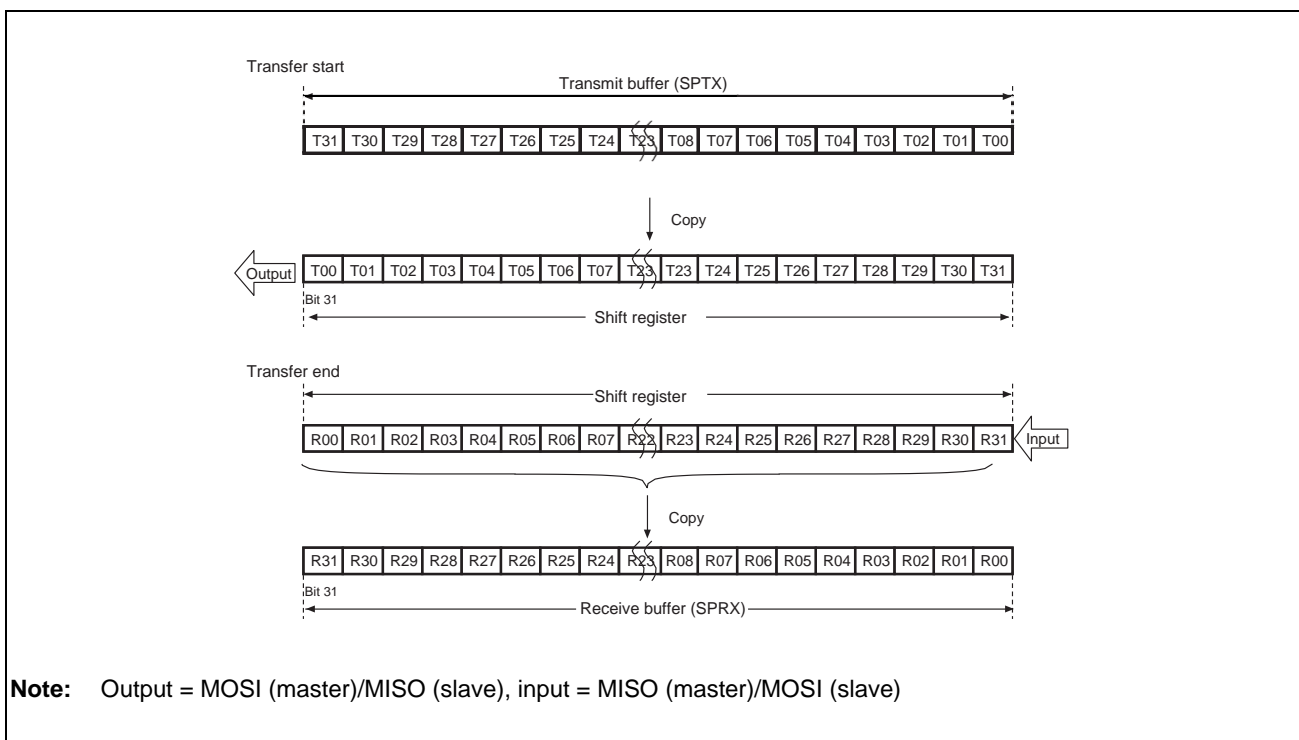 Transfer start
Transmit buffer (SPTX)
T31 T30 T29 T28 T27 T26 T25 T24 T23 T08 T07 T06 T05 T04 T03 T02 T01 T00
Copy
Output T00 T01 T02 T03 T04 T05 T06 T07 T23 T23 T24 T25 T26 T27 T28 T29 T30 T31
Bit 31
Shift register
Transfer end
Shift register
R00 R01 R02 R03 R04 R05 R06 R07 R22 R23 R24 R25 R26 R27 R28 R29 R30 R31 Input
Copy
R31 R30 R29 R28 R27 R26 R25 R24 R23 R08 R07 R06 R05 R04 R03 R02 R01 R00
Bit 31
Receive buffer (SPRX)
Note: Output = MOSI (master)/MISO (slave), input = MISO (master)/MOSI (slave)